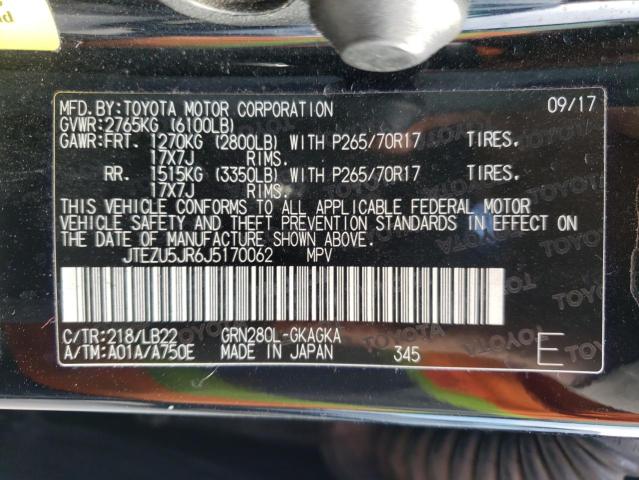 MFD.BY:TOYOTA MOTOR CORPORATION 09/17
GVWR:2765KG (6100LB)
GAWR:FRT. 1270KG (2800LB) WITH P265/70R17 TIRES.
17X7J RIMS.
RR. 1515KG (3350LB) WITH P265/70R17 TIRES.
17X7J RIMS.
THIS VEHICLE CONFORMS TO ALL APPLICABLE FEDERAL MOTOR
VEHICLE SAFETY AND THEFT PREVENTION STANDARDS IN EFFECT ON
THE DATE OF MANUFACTURE SHOWN ABOVE.
JTEZU5JR6J5170062 MPV
C/TR:218/LB22 GRN280L-GKAGKA
A/TM:A01A/A750E MADE IN JAPAN 345 E